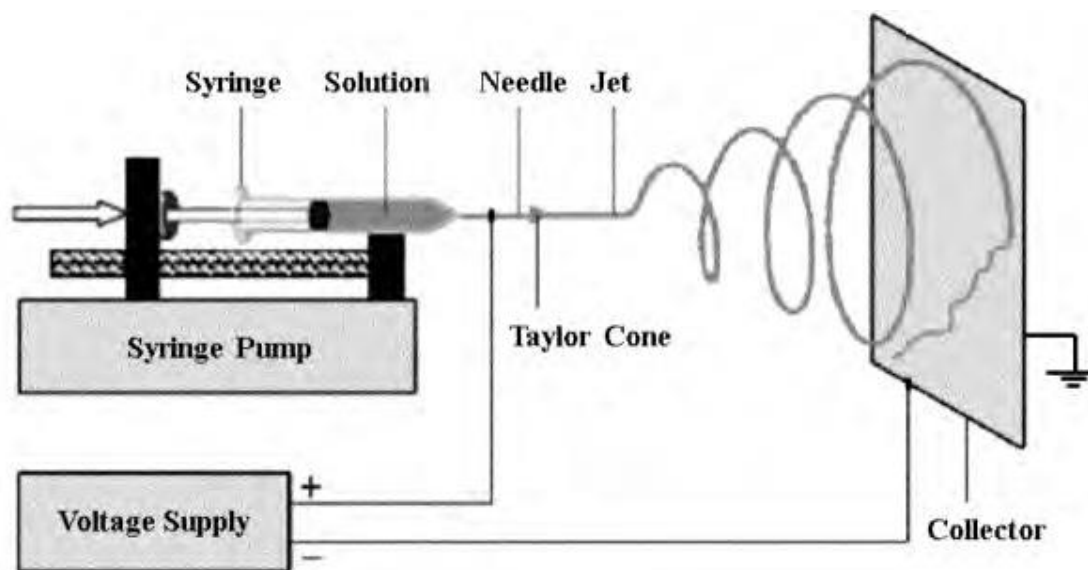 Syringe
Solution
Needle
Jet
Taylor Cone
Syringe Pump
+
Voltage Supply
−
Collector